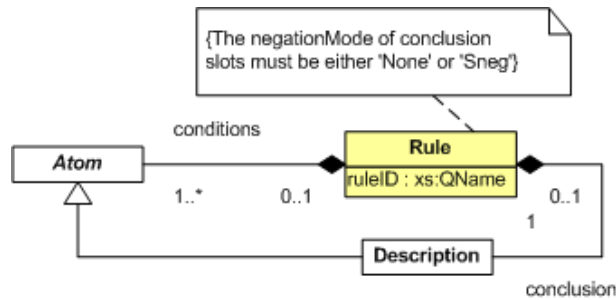 {The negationMode of conclusion
slots must be either 'None' or 'Sneg'}
conditions
Rule
Atom
ruleID : xs:QName
1..*
0..1
0..1
1
Description
conclusion